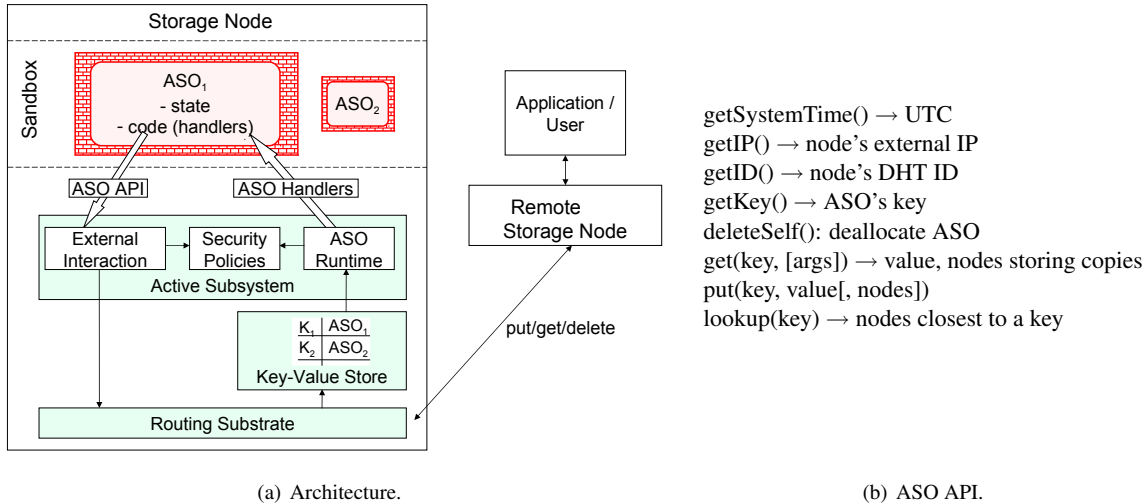 Storage Node
Sandbox
ASO1
- state
- code (handlers)
ASO2
ASO API
ASO Handlers
External
Interaction
Security
Policies
ASO
Runtime
Active Subsystem
K1 ASO1
K2 ASO2
Key-Value Store
Routing Substrate
Application /
User
Remote
Storage Node
put/get/delete
(a) Architecture.
getSystemTime() → UTC
getIP() → node's external IP
getID() → node's DHT ID
getKey() → ASO's key
deleteSelf(): deallocate ASO
get(key, [args]) → value, nodes storing copies
put(key, value[, nodes])
lookup(key) → nodes closest to a key
(b) ASO API.